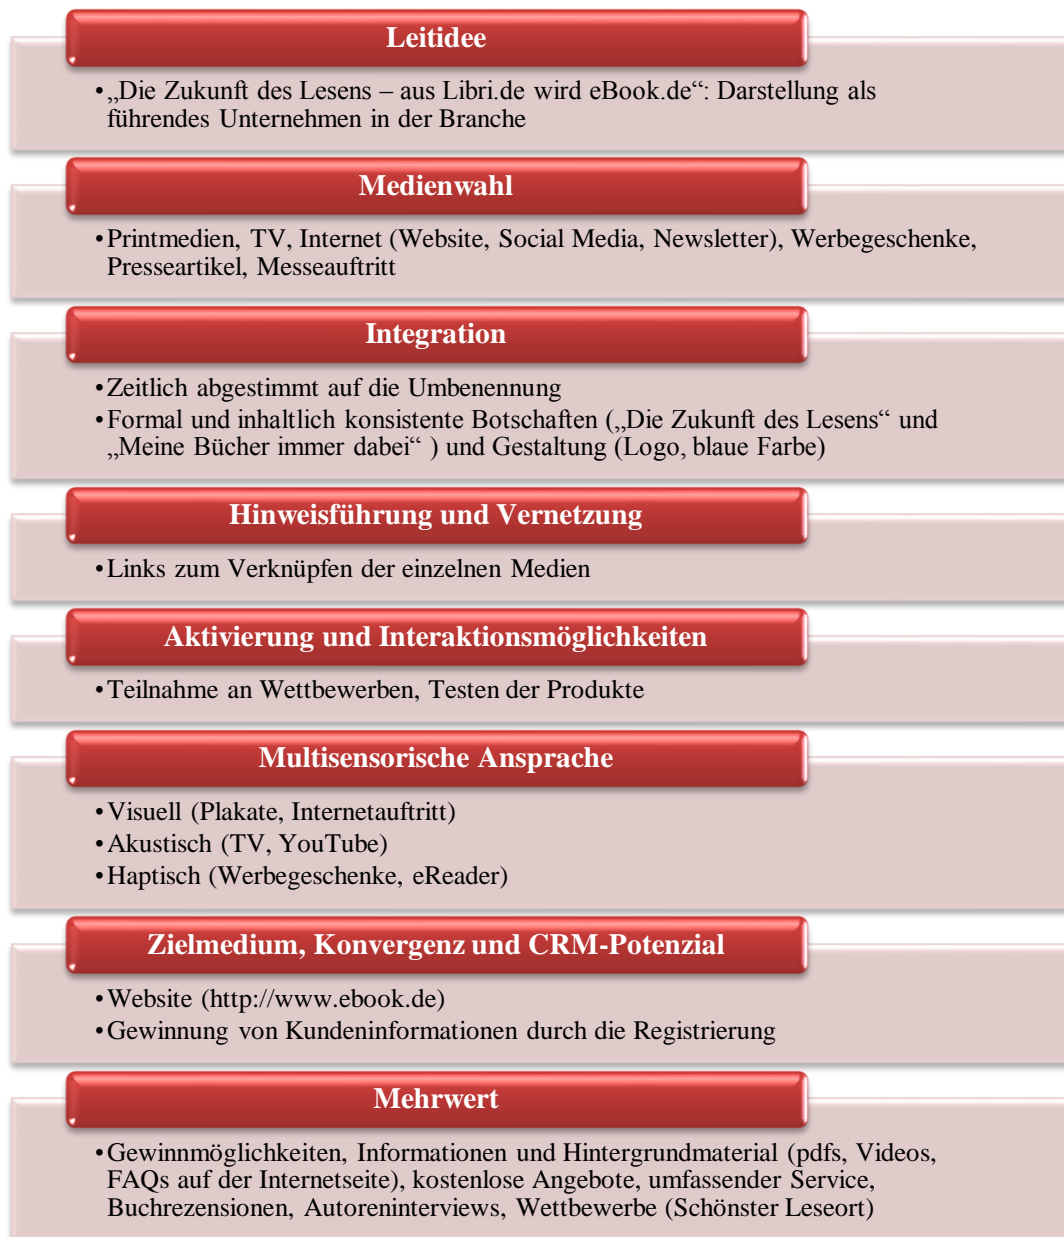 Leitidee
•„Die Zukunft des Lesens – aus Libri.de wird eBook.de“: Darstellung als
führendes Unternehmen in der Branche
Medienwahl
•Printmedien, TV, Internet (Website, Social Media, Newsletter), Werbegeschenke,
Presseartikel, Messeauftritt
Integration
•Zeitlich abgestimmt auf die Umbenennung
•Formal und inhaltlich konsistente Botschaften („Die Zukunft des Lesens“ und
„Meine Bücher immer dabei“ ) und Gestaltung (Logo, blaue Farbe)
Hinweisführung und Vernetzung
•Links zum Verknüpfen der einzelnen Medien
Aktivierung und Interaktionsmöglichkeiten
•Teilnahme an Wettbewerben, Testen der Produkte
Multisensorische Ansprache
•Visuell (Plakate, Internetauftritt)
•Akustisch (TV, YouTube)
•Haptisch (Werbegeschenke, eReader)
Zielmedium, Konvergenz und CRM-Potenzial
•Website (http://www.ebook.de)
•Gewinnung von Kundeninformationen durch die Registrierung
Mehrwert
•Gewinnmöglichkeiten, Informationen und Hintergrundmaterial (pdfs, Videos,
FAQs auf der Internetseite), kostenlose Angebote, umfassender Service,
Buchrezensionen, Autoreninterviews, Wettbewerbe (Schönster Leseort)